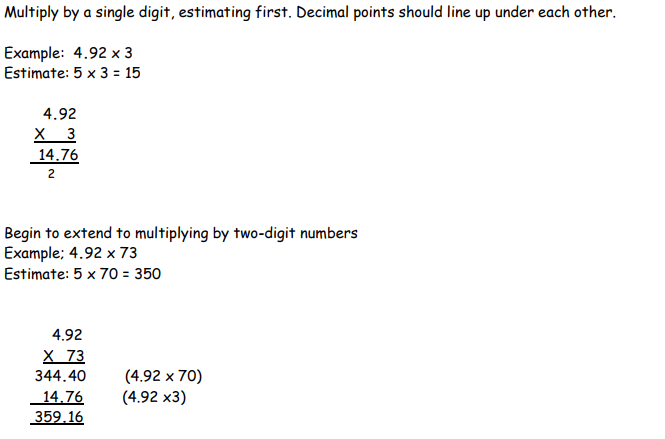 Multiply by a single digit, estimating first. Decimal points should line up under each other.
Example: 4.92 x 3
Estimate: 5 x 3 = 15
4.92
X 3
14.76
2
Begin to extend to multiplying by two-digit numbers
Example; 4.92 x 73
Estimate: 5 x 70 = 350
4.92
X 73
344.40 (4.92 x 70)
14.76 (4.92 x3)
359.16